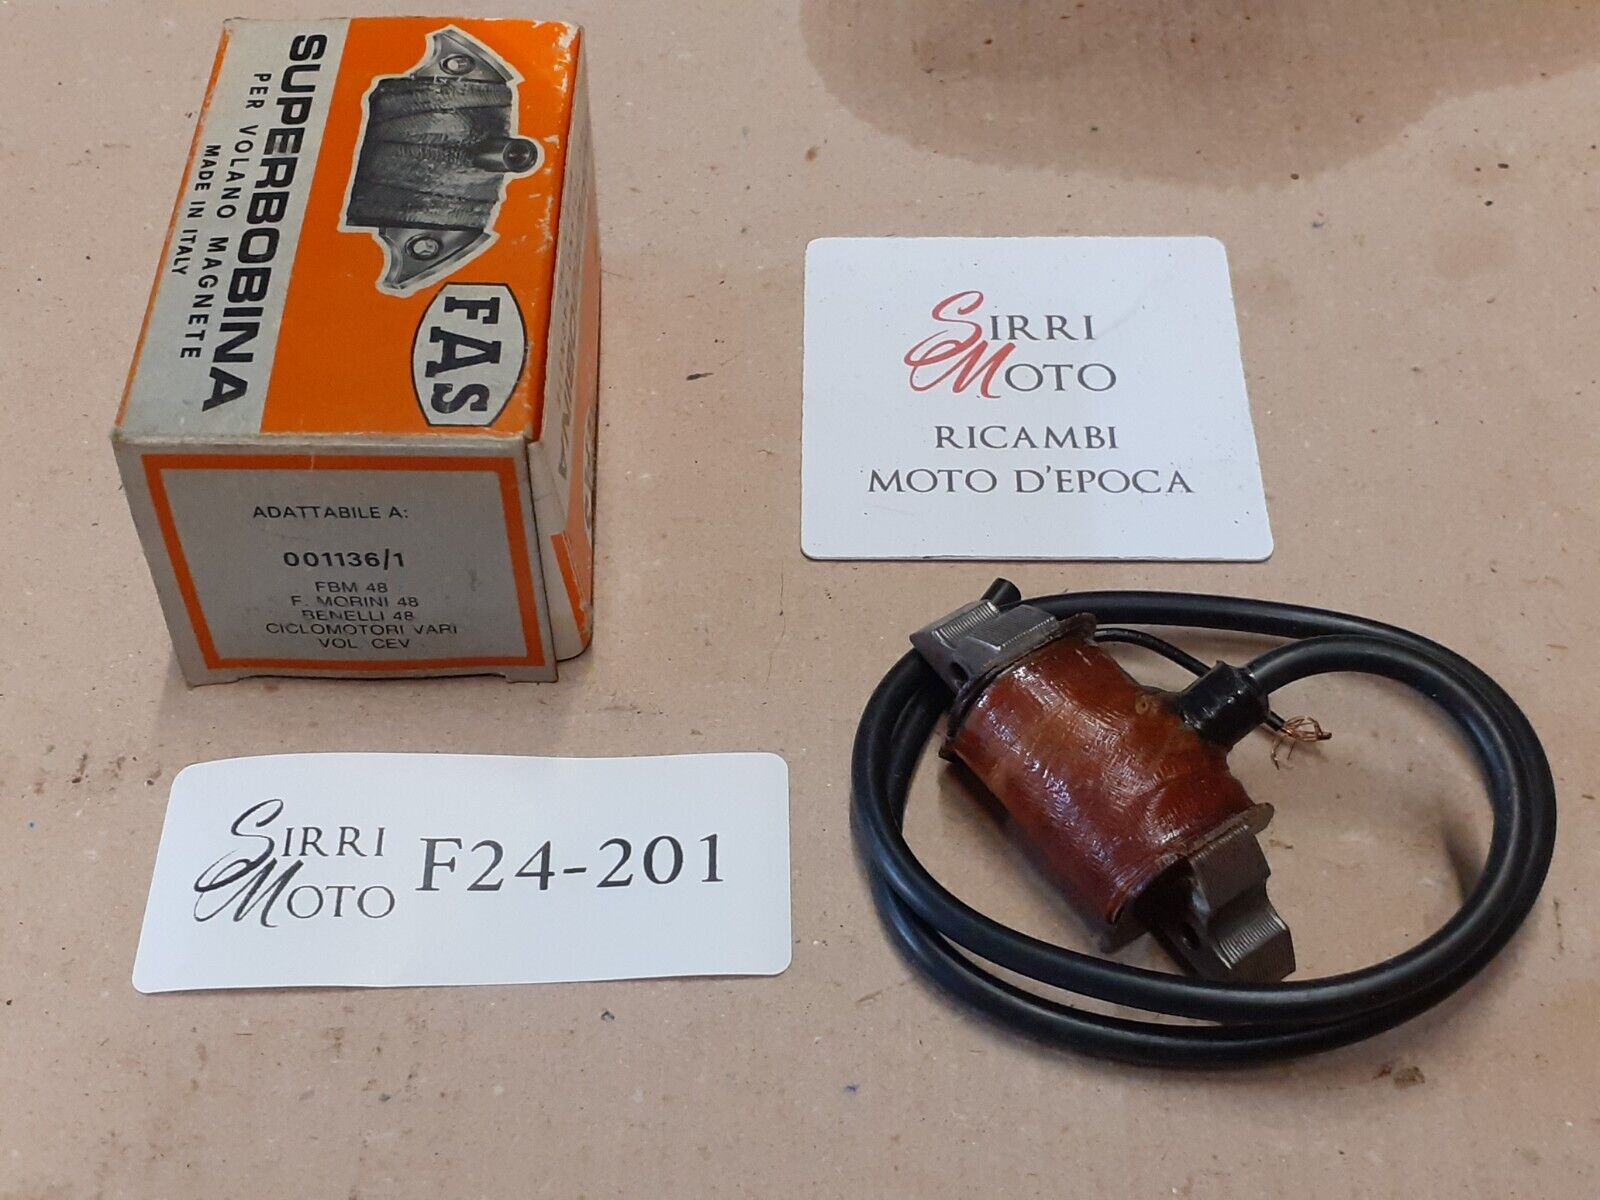 SUPERBOBINA
PER VOLANO MAGNETE
MADE IN ITALY
FAS
ADATTABILE A:
001136/1
FBM 48
F. MORINI 48
BENELLI 48
CICLOMOTORI VARI
VOL CEV
SIRRI
MOTO
RICAMBI
MOTO D'EPOCA
SIRRI
MOTO
F24-201